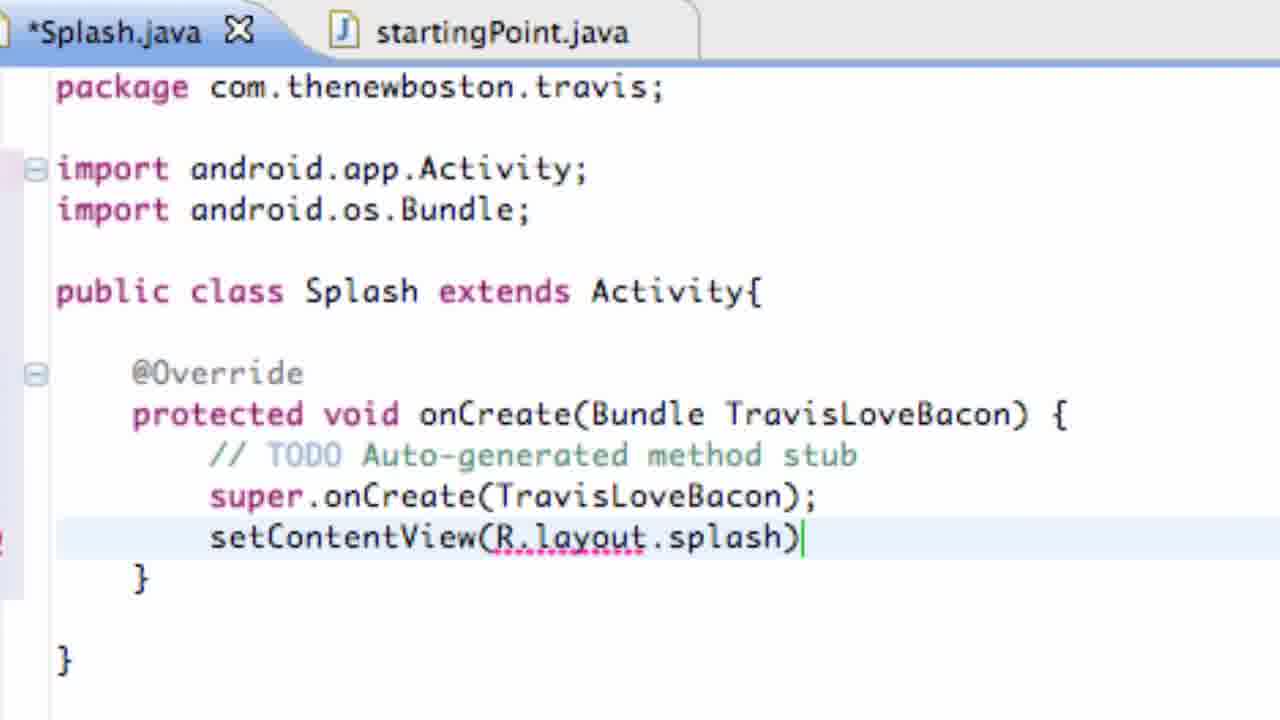 *Splash.java startingPoint.java
package com.thenewboston.travis;
import android.app.Activity;
import android.os.Bundle;
public class Splash extends Activity{
@Override
protected void onCreate(Bundle TravisLoveBacon) {
// TODO Auto-generated method stub
super.onCreate(TravisLoveBacon);
setContentView(R.layout.splash)
}
}